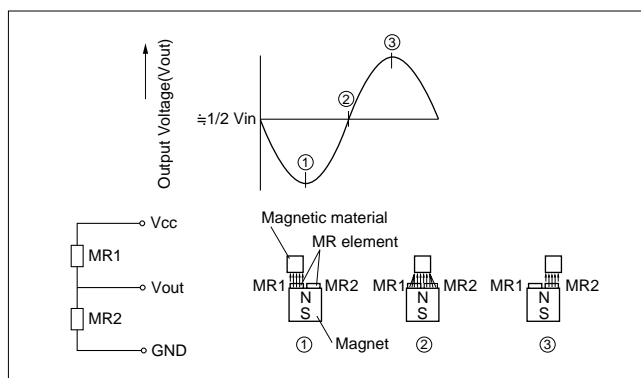 Output Voltage(Vout)
≒1/2 Vin
①
②
③
Vcc
MR1
Vout
MR2
GND
Magnetic material
MR element
MR1
N
S
MR2
MR1
N
S
MR2
N
S
MR2
Magnet
①
②
③